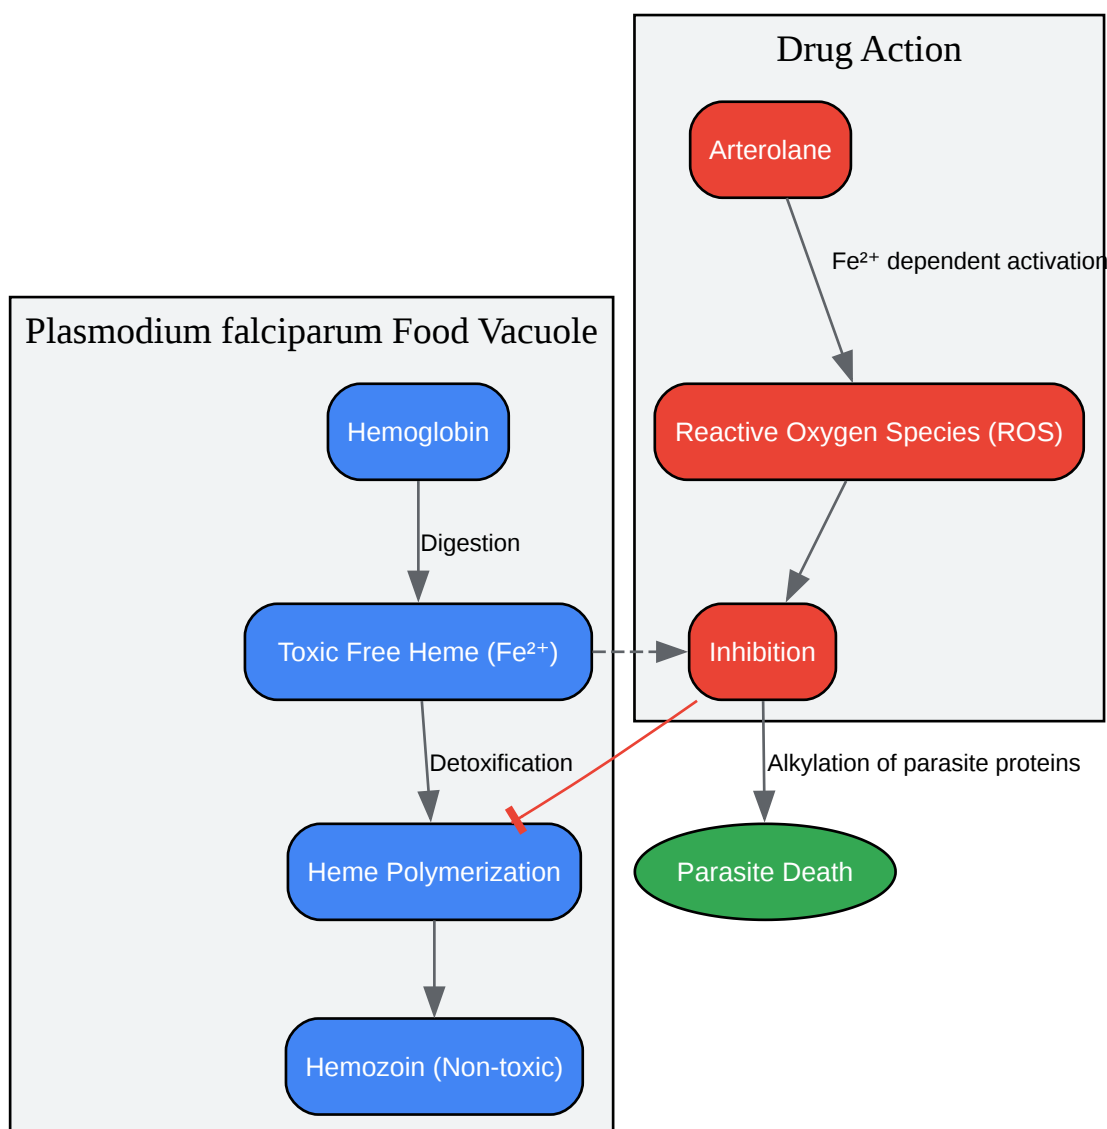 Drug Action
Arterolane
Fe²⁺ dependent activation
Plasmodium falciparum Food Vacuole
Hemoglobin
Reactive Oxygen Species (ROS)
Digestion
Toxic Free Heme (Fe²⁺)
Inhibition
Detoxification
Alkylation of parasite proteins
Heme Polymerization
Parasite Death
Hemozoin (Non-toxic)